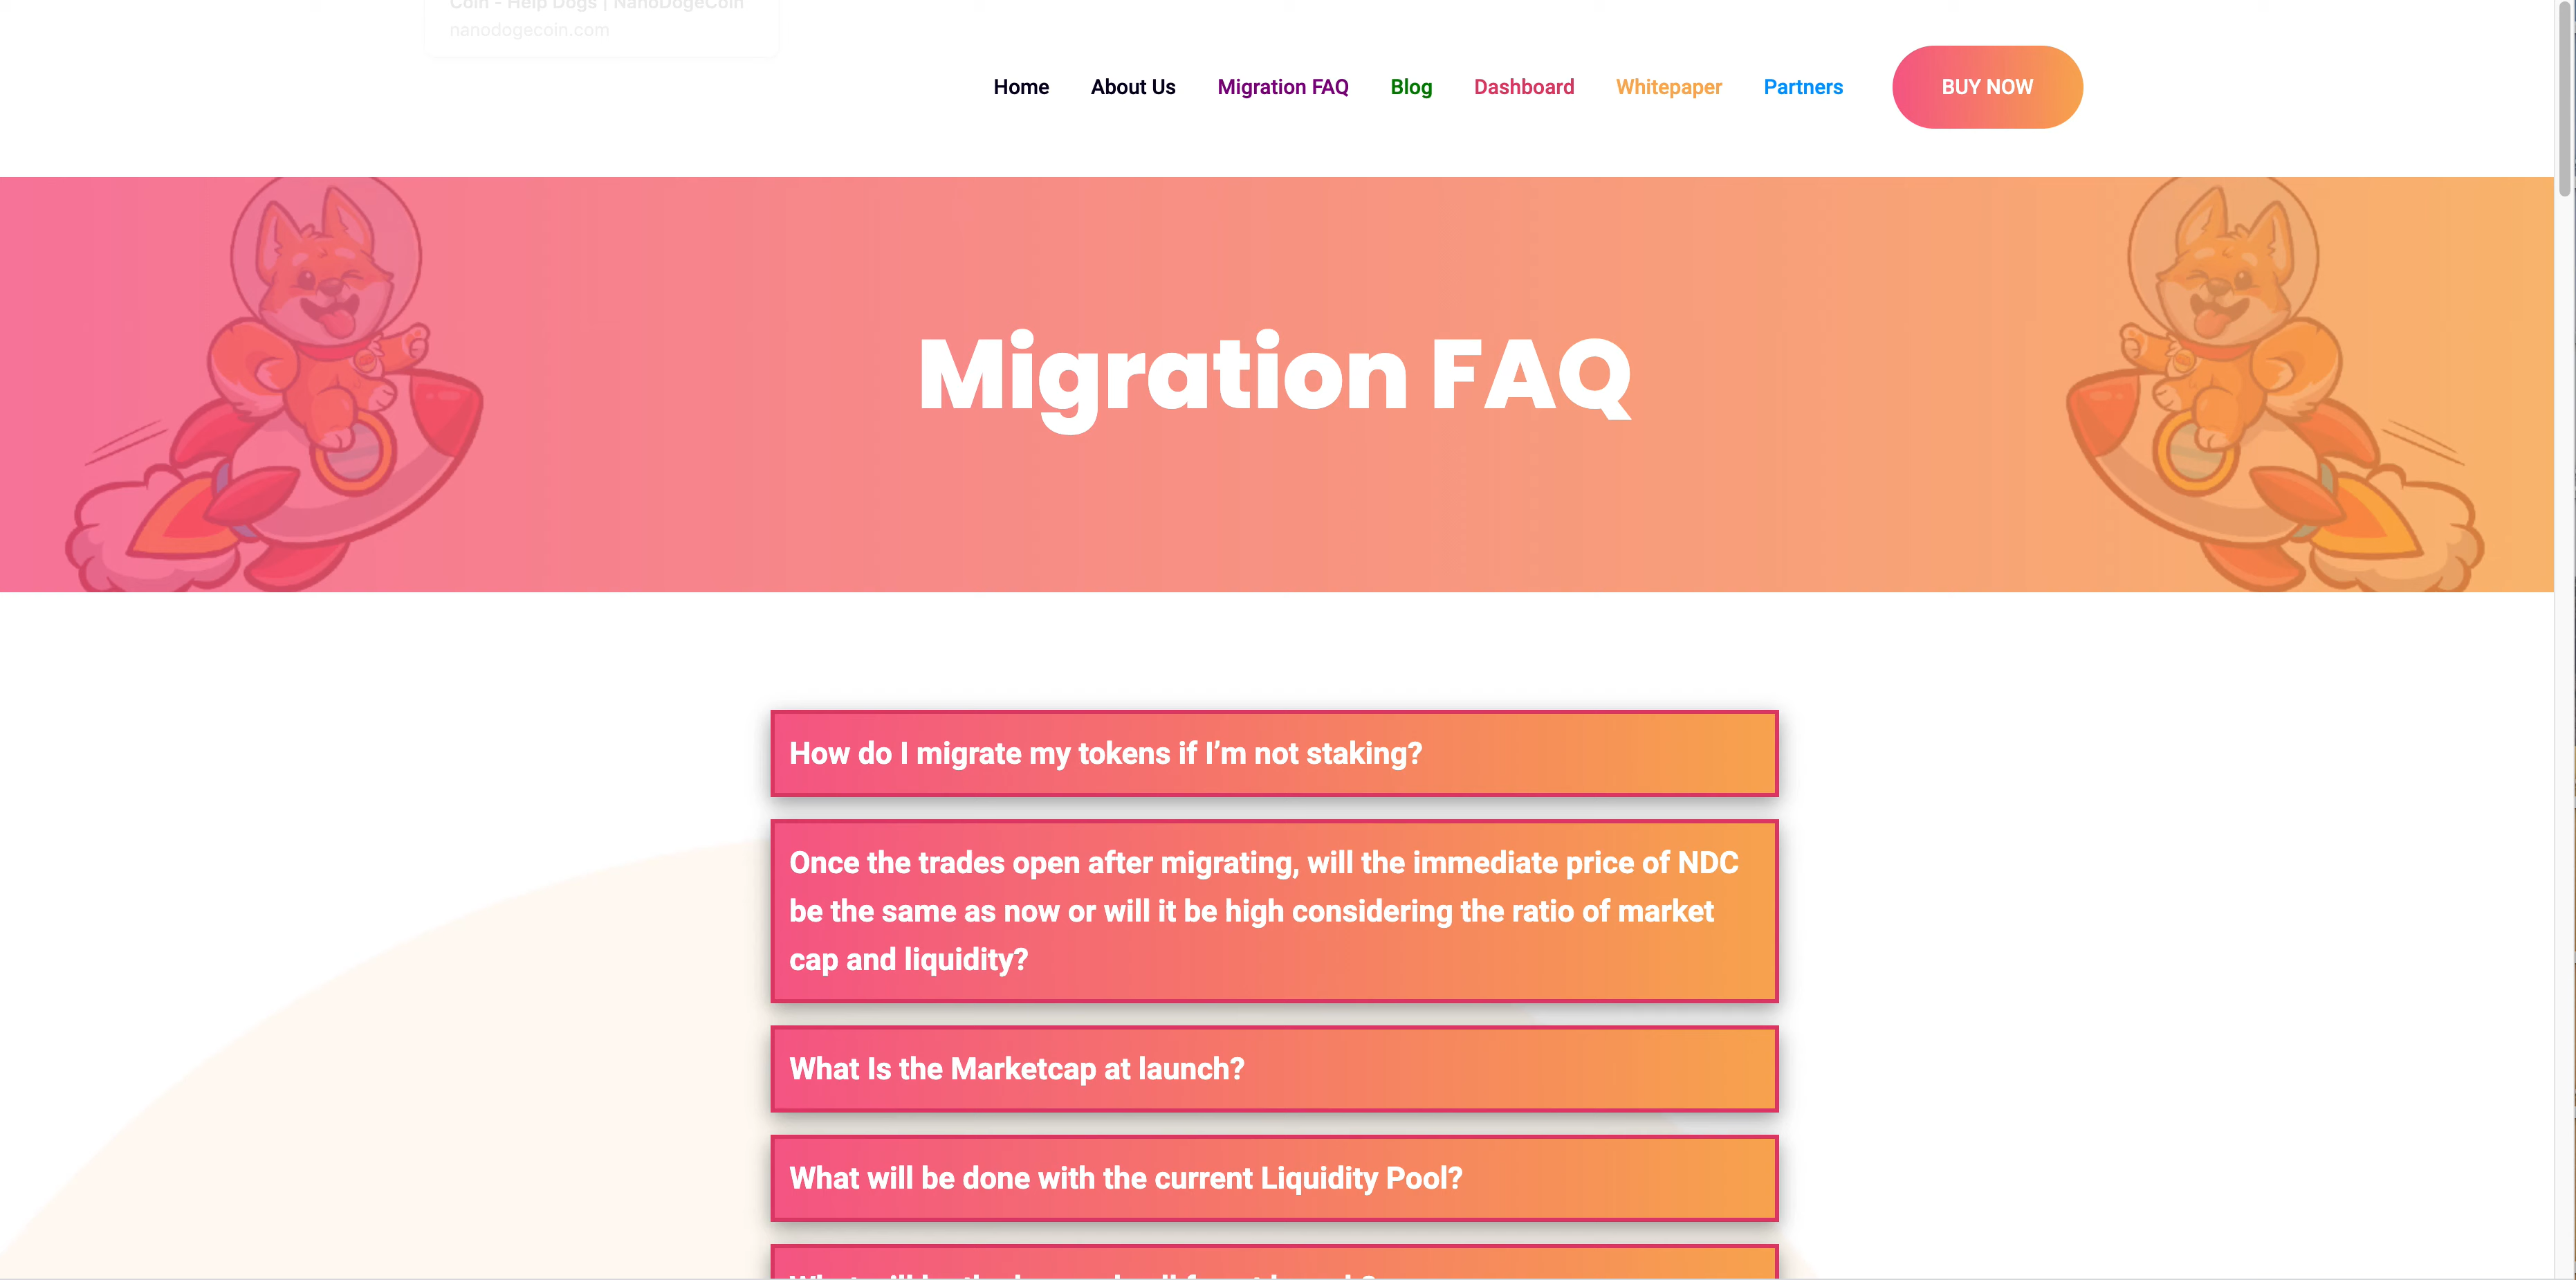 Coin - Help Dogs | NanoDogeCoin
nanodogecoin.com
Home About Us Migration FAQ Blog Dashboard Whitepaper Partners BUY NOW
Migration FAQ
How do I migrate my tokens if I’m not staking?
Once the trades open after migrating, will the immediate price of NDC
be the same as now or will it be high considering the ratio of market
cap and liquidity?
What Is the Marketcap at launch?
What will be done with the current Liquidity Pool?